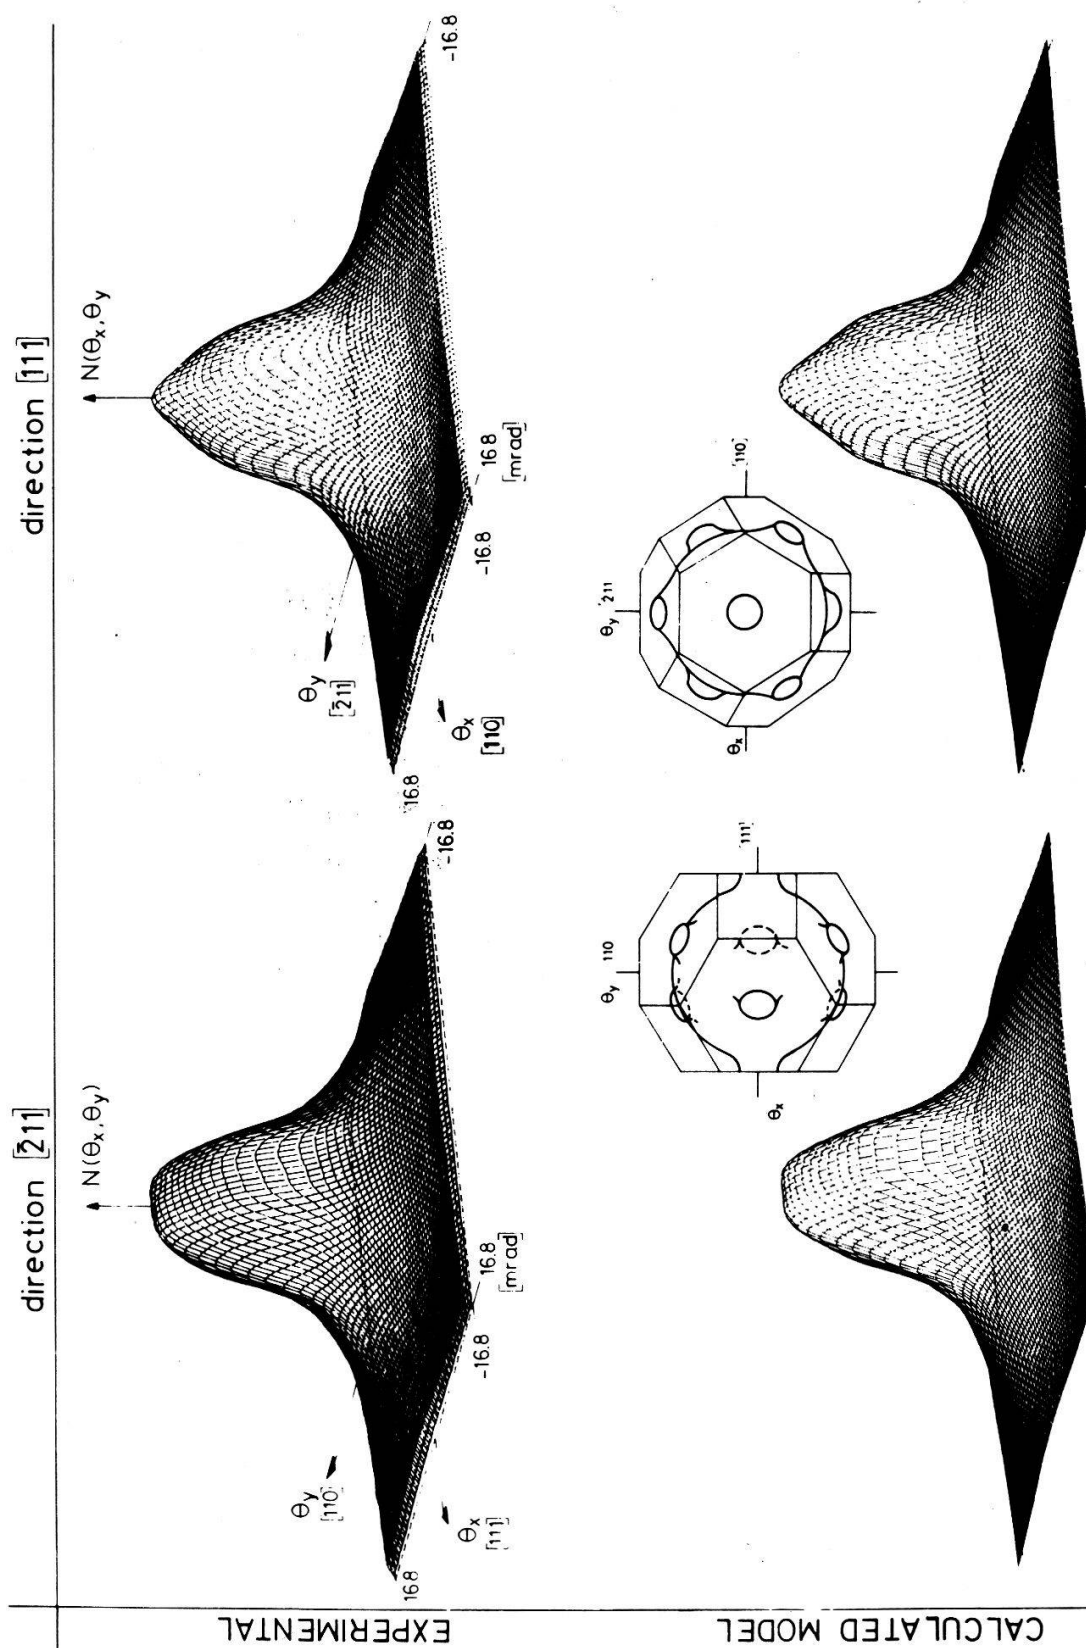 direction [2̄11]
direction [111]
EXPERIMENTAL
N(θx,θy)
θy
[110]
θx
[111]
16.8
-16.8
16.8
[mrad]
-16.8
N(θx,θy
θy
[2̄11]
θx
[110]
16.8
-16.8
16.8
[mrad]
-16.8
CALCULATED MODEL
θy 110
111
θx
θy 211
110
θx